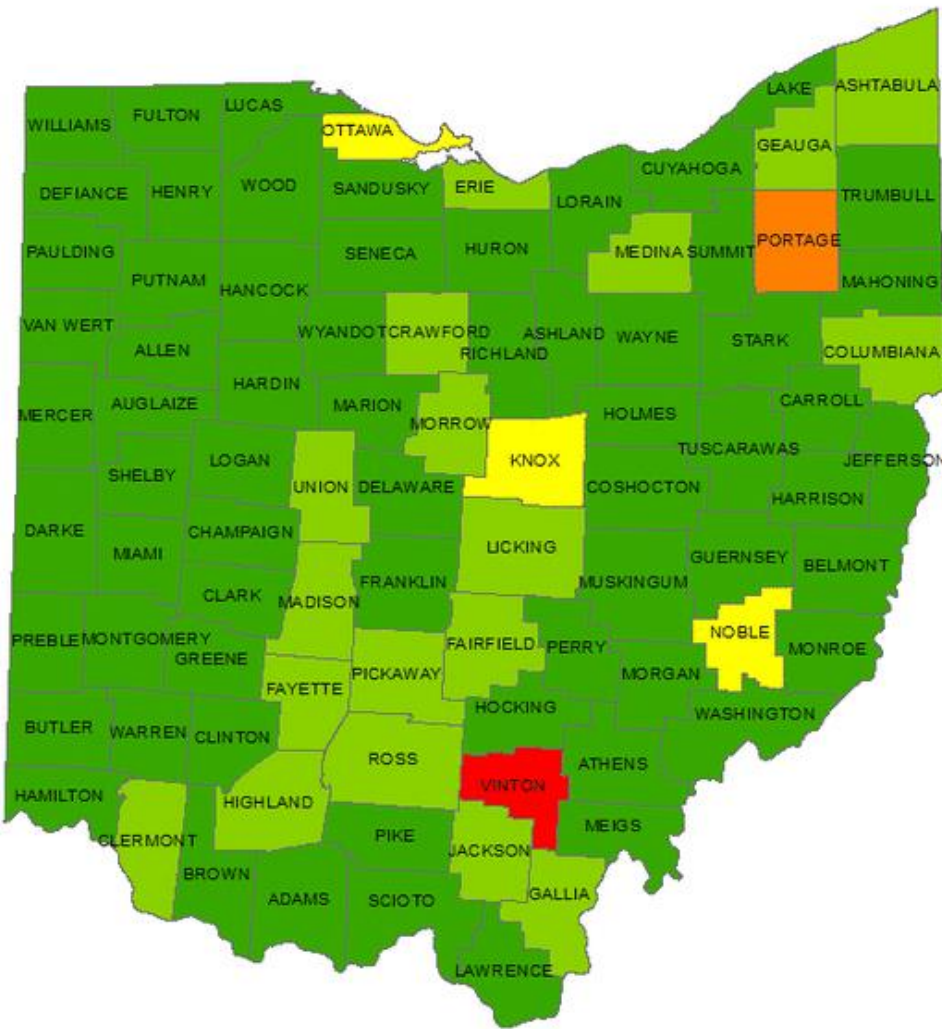 ASHTABULA
LAKE
LUCAS
FULTON
WILLIAMS
OTTAWA
GEAUGA
CUYAHOGA
WOOD
SANDUSKY
ERIE
DEFIANCE
HENRY
LORAIN
TRUMBULL
PORTAGE
PAULDING
SENECA
HURON
MEDINA
SUMMIT
PUTNAM
HANCOCK
MAHONING
VAN WERT
WYANDOT
CRAWFORD
RICHLAND
ASHLAND
WAYNE
STARK
ALLEN
COLUMBIANA
HARDIN
AUGLAIZE
MERCER
MARION
MORROW
HOLMES
CARROLL
TUSCARAWAS
LOGAN
SHELBY
KNOX
JEFFERSON
UNION
DELAWARE
COSHOCTON
HARRISON
DARKE
CHAMPAIGN
MIAMI
LICKING
GUERNSEY
BELMONT
CLARK
MADISON
FRANKLIN
MUSKINGUM
PREBLE
MONTGOMERY
GREENE
FAIRFIELD
PERRY
NOBLE
MONROE
PICKAWAY
FAYETTE
MORGAN
HOCKING
WASHINGTON
BUTLER
WARREN
CLINTON
ROSS
ATHENS
VINTON
HAMILTON
HIGHLAND
CLERMONT
PIKE
MEIGS
JACKSON
BROWN
ADAMS
SCIOTO
GALLIA
LAWRENCE